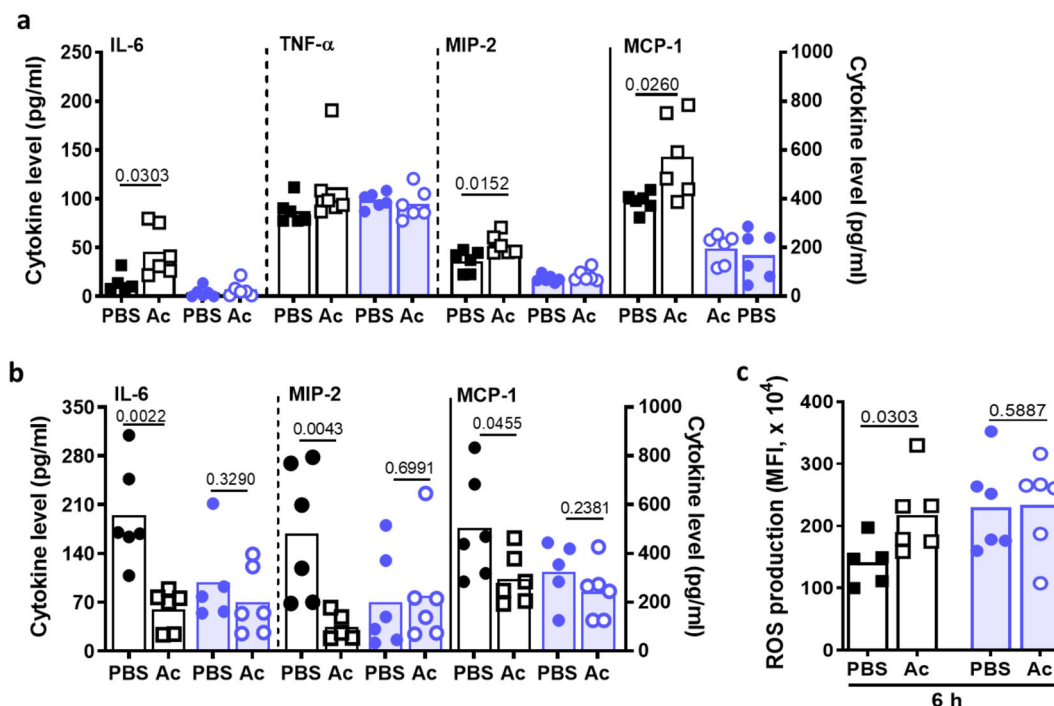 a
IL-6 TNF-α MIP-2 MCP-1
Cytokine level (pg/ml)
250
200
150
100
50
0
0.0303
0.0152
0.0260
1000
800
600
400
200
0
Cytokine level (pg/ml)
PBS Ac PBS Ac PBS Ac PBS Ac PBS Ac PBS Ac PBS Ac Ac PBS
b
IL-6 MIP-2 MCP-1
Cytokine level (pg/ml)
350
280
210
140
70
0
0.0022
0.3290
0.0043
0.6991
0.0455
0.2381
1000
800
600
400
200
0
Cytokine level (pg/ml)
PBS Ac PBS Ac PBS Ac PBS Ac PBS Ac PBS Ac
c
ROS production (MFI, x 10⁴)
400
300
200
100
0
0.0303
0.5887
PBS Ac PBS Ac
6 h